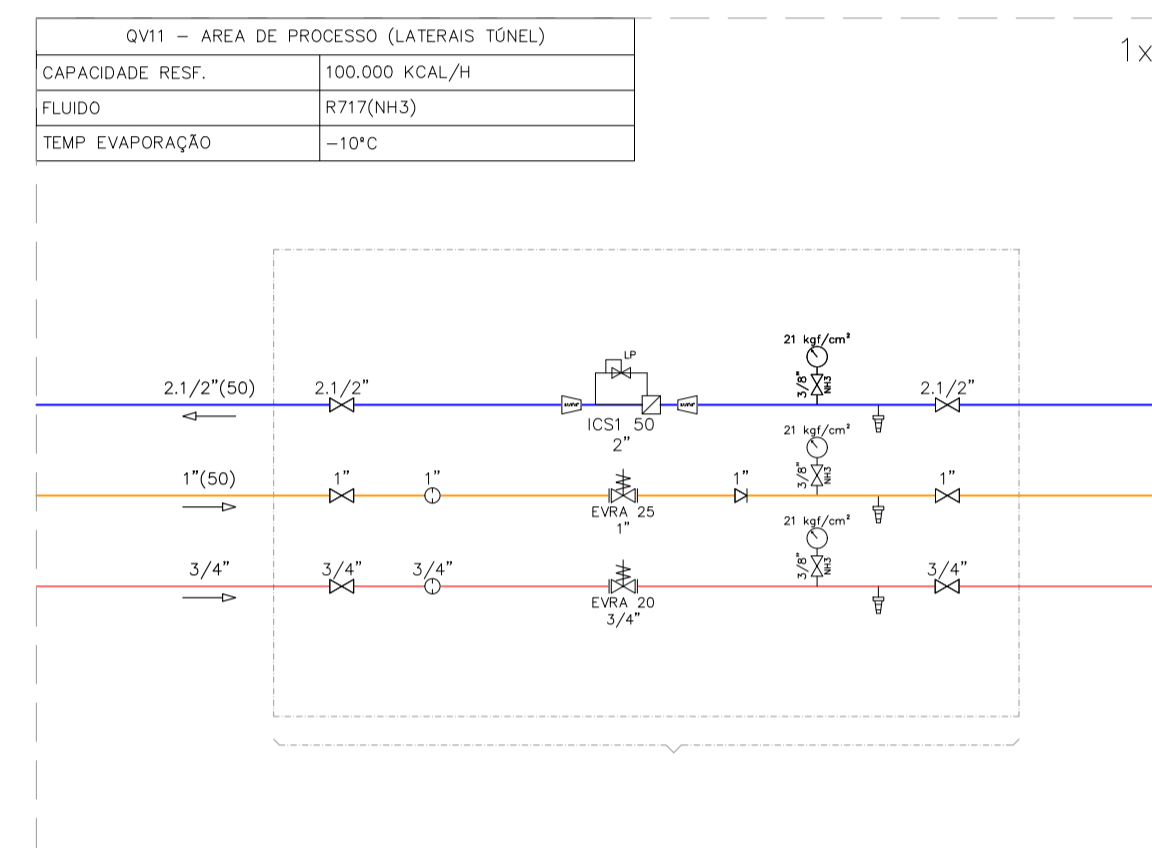 QV11 – AREA DE PROCESSO (LATERAIS TÚNEL)
CAPACIDADE RESF. 100.000 KCAL/H
FLUIDO R717(NH3)
TEMP EVAPORAÇÃO –10°C
1x
21 kgf/cm²
LP
3/8"
NH3
2.1/2"(50) 2.1/2" 2.1/2"
ICS1 50
2"
21 kgf/cm²
3/8"
NH3
1"(50) 1" 1" 1" 1"
EVRA 25
1"
21 kgf/cm²
3/8"
NH3
3/4" 3/4" 3/4" 3/4"
EVRA 20
3/4"